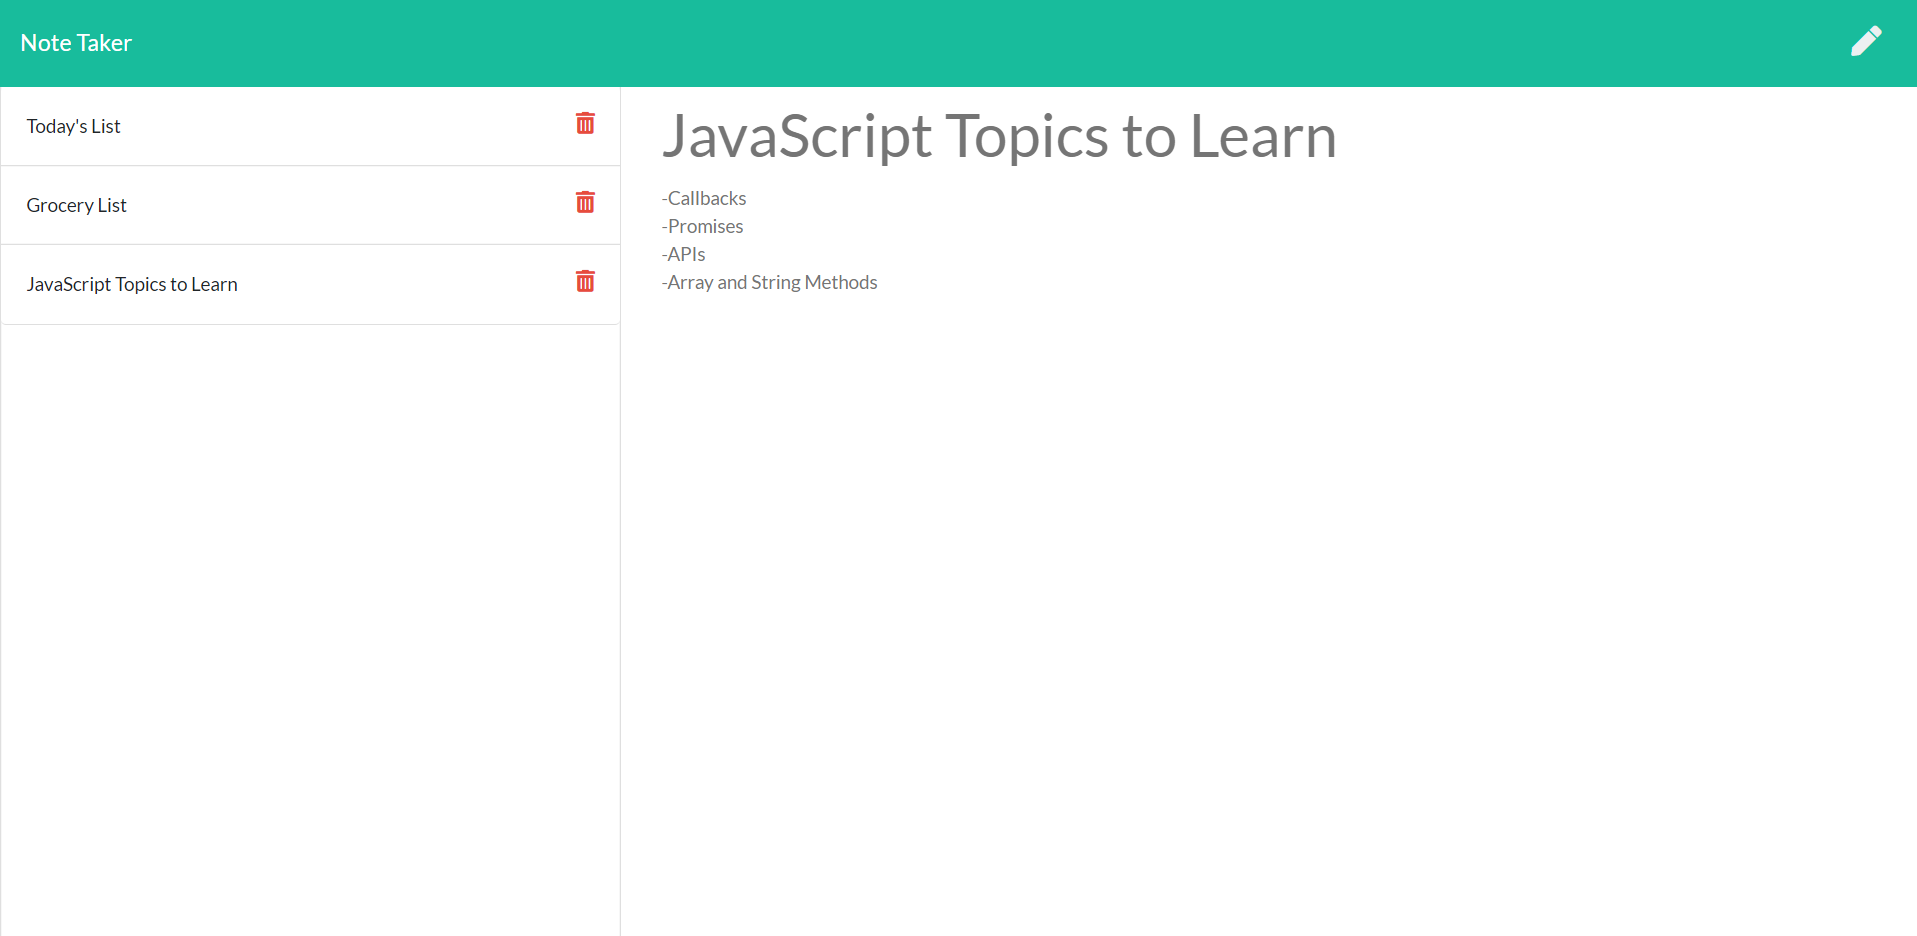 Note Taker
Today's List
Grocery List
JavaScript Topics to Learn
JavaScript Topics to Learn
-Callbacks
-Promises
-APIs
-Array and String Methods